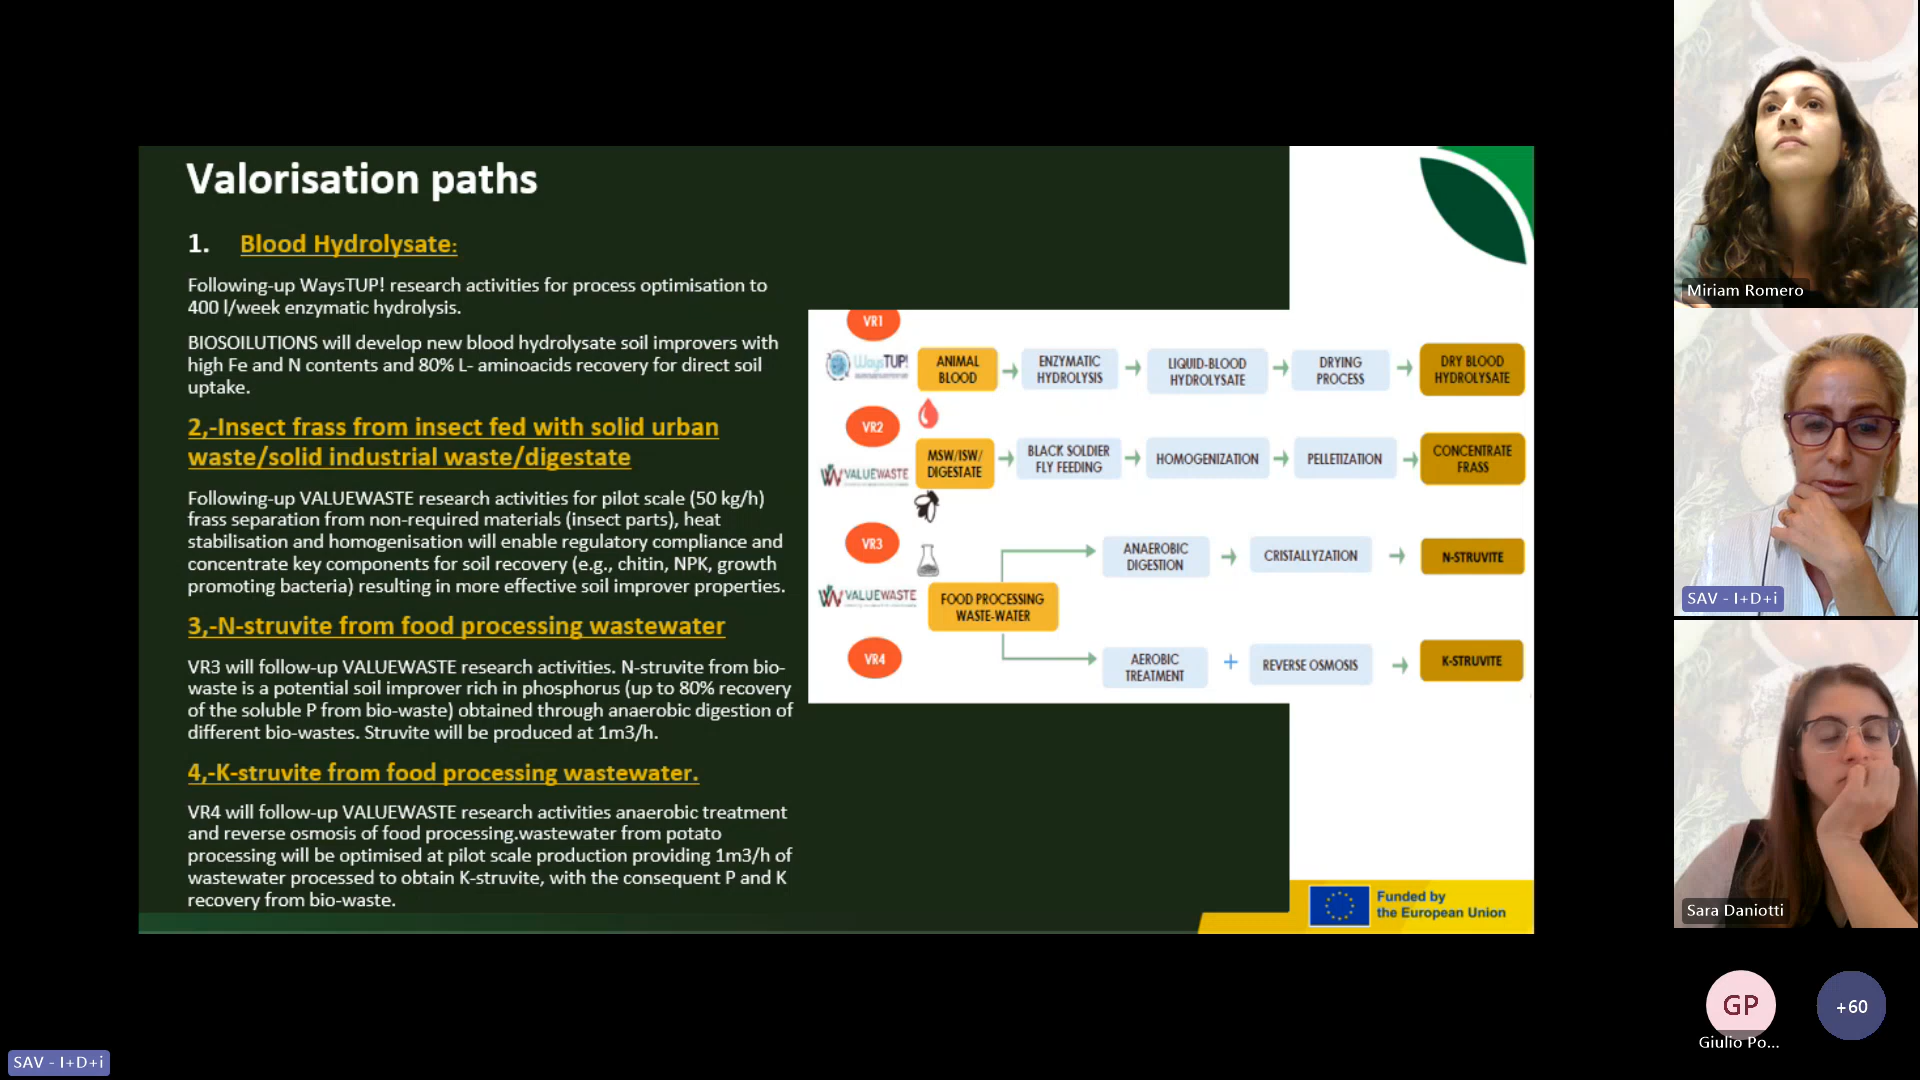 Valorisation paths
1. Blood Hydrolysate:
Following-up WaysTUP! research activities for process optimisation to
400 l/week enzymatic hydrolysis.
BIOSOILUTIONS will develop new blood hydrolysate soil improvers with
high Fe and N contents and 80% L- aminoacids recovery for direct soil
uptake.
2,-Insect frass from insect fed with solid urban
waste/solid industrial waste/digestate
Following-up VALUEWASTE research activities for pilot scale (50 kg/h)
frass separation from non-required materials (insect parts), heat
stabilisation and homogenisation will enable regulatory compliance and
concentrate key components for soil recovery (e.g., chitin, NPK, growth
promoting bacteria) resulting in more effective soil improver properties.
3,-N-struvite from food processing wastewater
VR3 will follow-up VALUEWASTE research activities. N-struvite from bio-
waste is a potential soil improver rich in phosphorus (up to 80% recovery
of the soluble P from bio-waste) obtained through anaerobic digestion of
different bio-wastes. Struvite will be produced at 1m3/h.
4,-K-struvite from food processing wastewater.
VR4 will follow-up VALUEWASTE research activities anaerobic treatment
and reverse osmosis of food processing.wastewater from potato
processing will be optimised at pilot scale production providing 1m3/h of
wastewater processed to obtain K-struvite, with the consequent P and K
recovery from bio-waste.
VR1
WaysTUP!
ANIMAL
BLOOD
ENZYMATIC
HYDROLYSIS
LIQUID-BLOOD
HYDROLYSATE
DRYING
PROCESS
DRY BLOOD
HYDROLYSATE
VR2
VALUEWASTE
MSW/ISW/
DIGESTATE
BLACK SOLDIER
FLY FEEDING
HOMOGENIZATION
PELLETIZATION
CONCENTRATE
FRASS
VR3
VALUEWASTE
FOOD PROCESSING
WASTE-WATER
ANAEROBIC
DIGESTION
CRISTALLYZATION
N-STRUVITE
VR4
AEROBIC
TREATMENT
+
REVERSE OSMOSIS
K-STRUVITE
Funded by
the European Union
Miriam Romero
SAV - I+D+i
Sara Daniotti
GP
Giulio Po...
+60
SAV - I+D+i